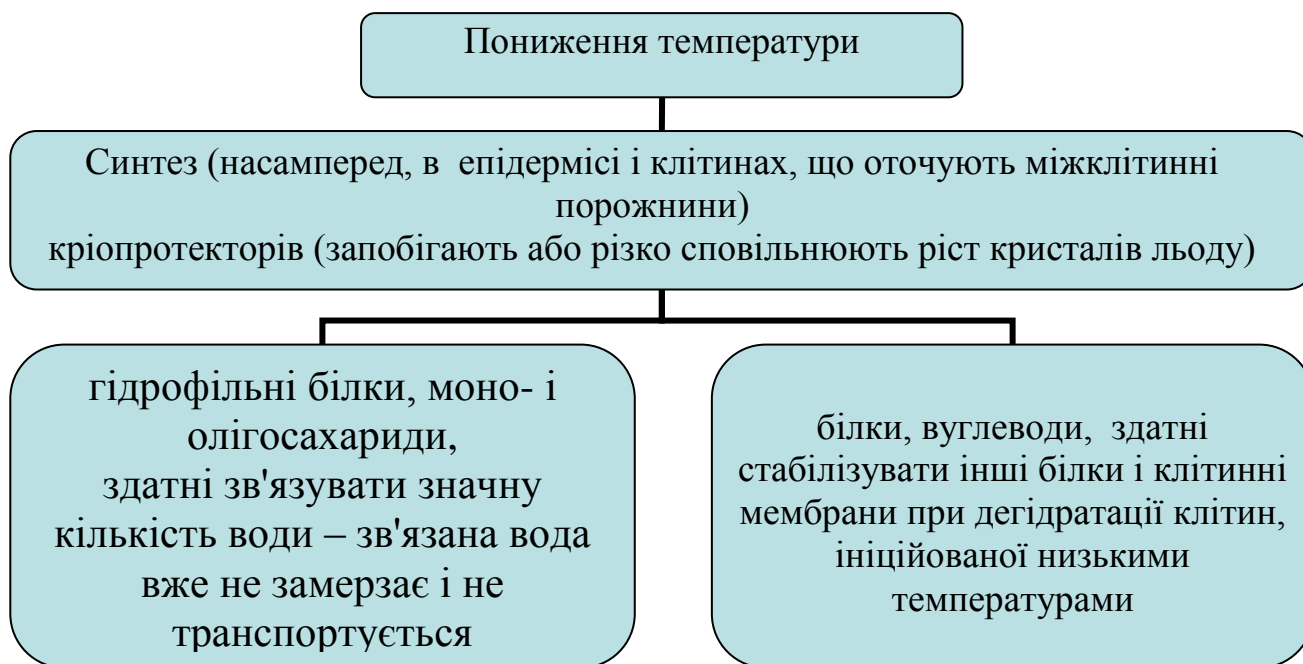 Пониження температури
Синтез (насамперед, в епідермісі і клітинах, що оточують міжклітинні
порожнини)
кріопротекторів (запобігають або різко сповільнюють ріст кристалів льоду)
гідрофільні білки, моно- і
олігосахариди,
здатні зв'язувати значну
кількість води – зв'язана вода
вже не замерзає і не
транспортується
білки, вуглеводи, здатні
стабілізувати інші білки і клітинні
мембрани при дегідратації клітин,
ініційованої низькими
температурами